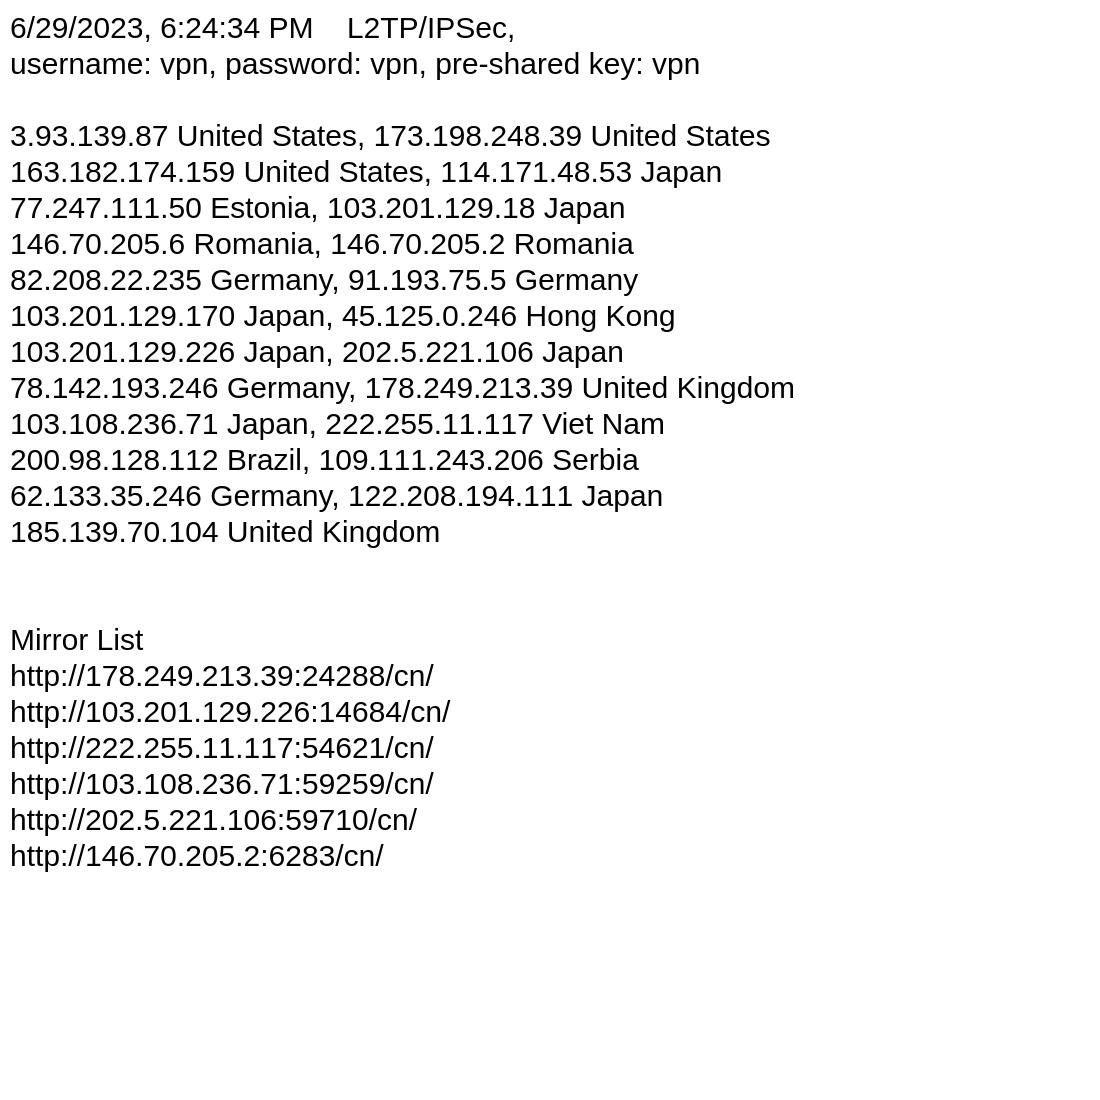 6/29/2023, 6:24:34 PM    L2TP/IPSec,
username: vpn, password: vpn, pre-shared key: vpn
3.93.139.87 United States, 173.198.248.39 United States
163.182.174.159 United States, 114.171.48.53 Japan
77.247.111.50 Estonia, 103.201.129.18 Japan
146.70.205.6 Romania, 146.70.205.2 Romania
82.208.22.235 Germany, 91.193.75.5 Germany
103.201.129.170 Japan, 45.125.0.246 Hong Kong
103.201.129.226 Japan, 202.5.221.106 Japan
78.142.193.246 Germany, 178.249.213.39 United Kingdom
103.108.236.71 Japan, 222.255.11.117 Viet Nam
200.98.128.112 Brazil, 109.111.243.206 Serbia
62.133.35.246 Germany, 122.208.194.111 Japan
185.139.70.104 United Kingdom
Mirror List
http://178.249.213.39:24288/cn/
http://103.201.129.226:14684/cn/
http://222.255.11.117:54621/cn/
http://103.108.236.71:59259/cn/
http://202.5.221.106:59710/cn/
http://146.70.205.2:6283/cn/